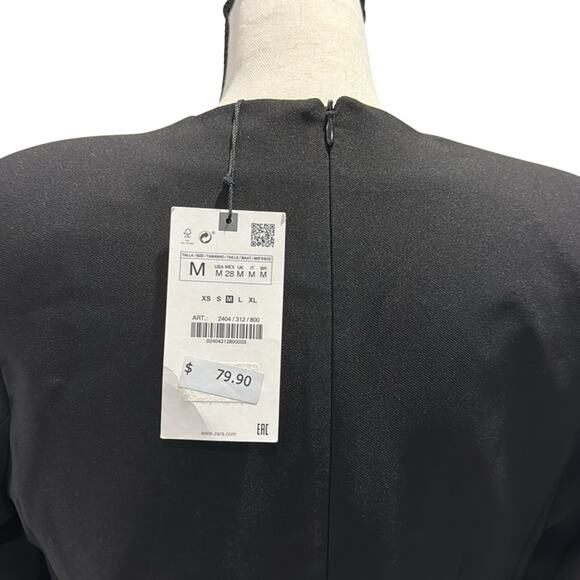 TALLA / SIZE / TAMANHO / TAILLE / MAAT / MISTRICE
M
USA MEX UK IT BR
M 28 M M M
XS S M L XL
ART.: 2404 / 312 / 800
02404312800033
$ 79.90
www.zara.com
EAC